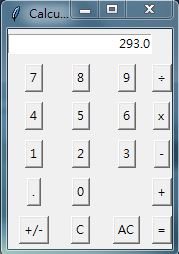 Calcu...
293.0
7 8 9 ÷
4 5 6 x
1 2 3 -
. 0 +
+/- C AC =